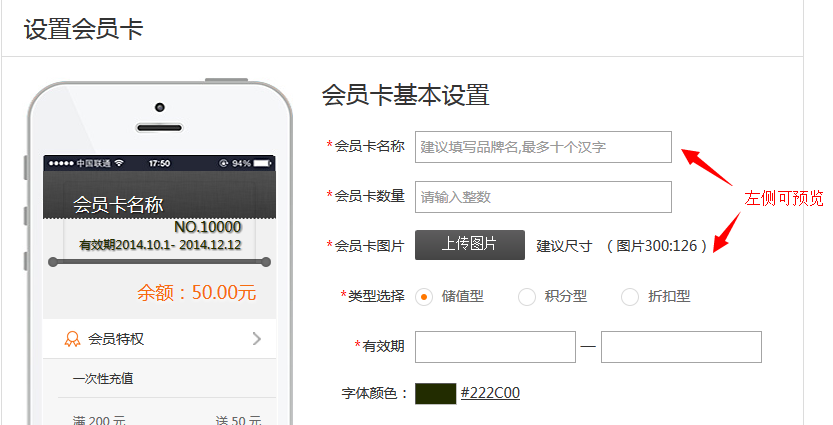 设置会员卡
中国联通 17:50 94%
会员卡名称
NO.10000
有效期2014.10.1- 2014.12.12
余额：50.00元
会员特权
一次性充值
满 200 元 送 50 元
会员卡基本设置
*会员卡名称 建议填写品牌名,最多十个汉字
*会员卡数量 请输入整数
*会员卡图片 上传图片 建议尺寸 （图片300:126）
*类型选择 储值型 积分型 折扣型
*有效期 —
字体颜色： #222C00
左侧可预览